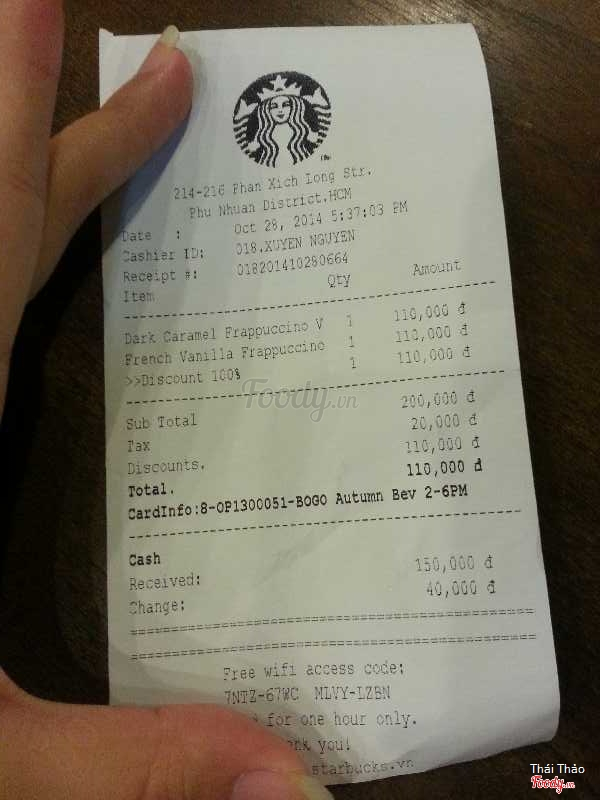 214-216 Phan Xich Long Str.
Phu Nhuan District.HCM
Date : Oct 28, 2014 5:37:03 PM
Cashier ID: 018.XUYEN NGUYEN
Receipt #: 018201410280664
Item Qty Amount
Dark Caramel Frappuccino V 1 110,000 đ
French Vanilla Frappuccino 1 110,000 đ
>>Discount 100% 1 110,000 đ
Foody.vn
Sub Total 200,000 đ
Tax 20,000 đ
Discounts. 110,000 đ
Total. 110,000 đ
CardInfo:8-OP1300051-BOGO Autumn Bev 2-6PM
Cash
Received: 150,000 đ
Change: 40,000 đ
Free wifi access code:
7NTZ-67WC MLVY-LZBN
for one hour only.
you!
starbucks.vn
Thái Thảo
Foody.vn